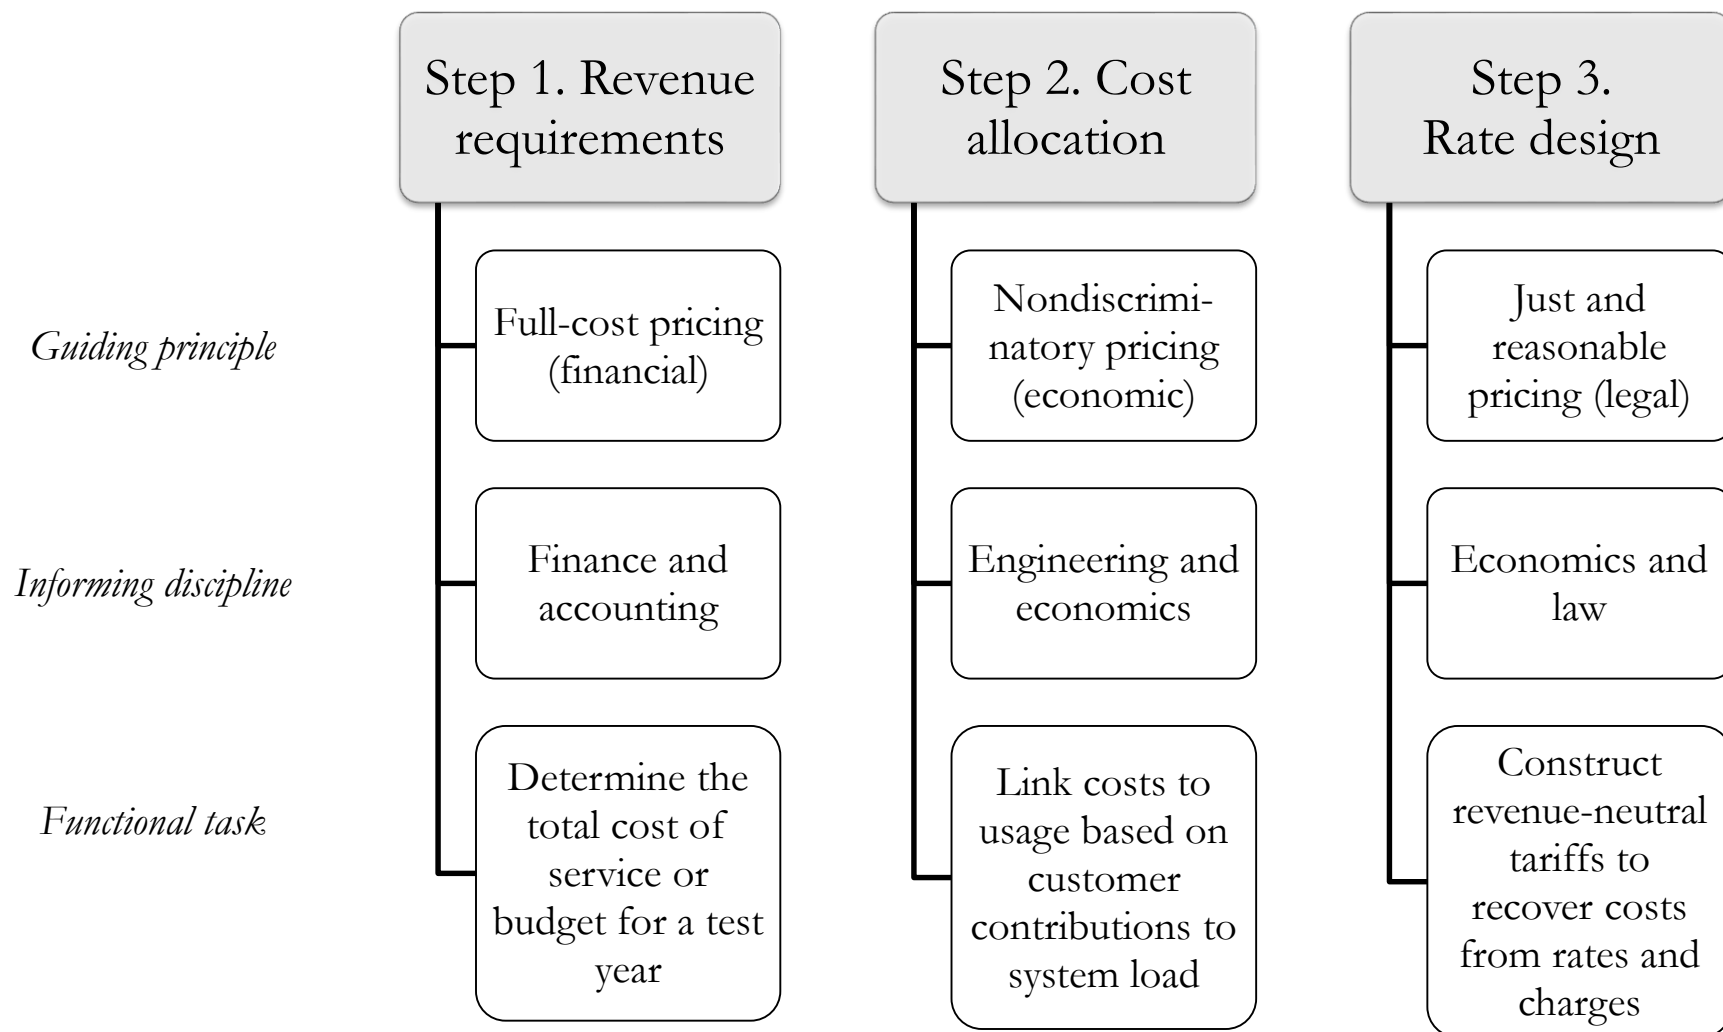 Step 1. Revenue
requirements
Step 2. Cost
allocation
Step 3.
Rate design
Guiding principle
Full-cost pricing
(financial)
Nondiscrimi-
natory pricing
(economic)
Just and
reasonable
pricing (legal)
Informing discipline
Finance and
accounting
Engineering and
economics
Economics and
law
Functional task
Determine the
total cost of
service or
budget for a test
year
Link costs to
usage based on
customer
contributions to
system load
Construct
revenue-neutral
tariffs to
recover costs
from rates and
charges